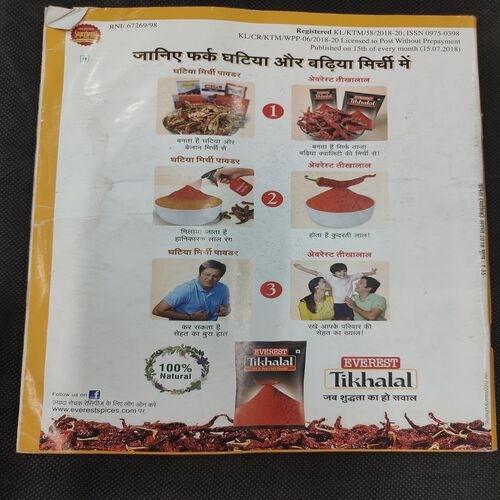 RNI/ 67269/98
Registered KL/KTM/58/2018-20, ISSN 0975-0398
KL/CR/KTM/WPP-06/2018-20 Licensed to Post Without Prepayment
Published on 15th of every month (15.07.2018)
जानिए फर्क घटिया और बढ़िया मिर्ची में
घटिया मिर्ची पावडर
एवरेस्ट तीखालाल
1
बनता है घटिया और
बेजान मिर्ची से
बनता है सिर्फ ताजा
बढ़िया क्वालिटी की मिर्ची से!
घटिया मिर्ची पावडर
एवरेस्ट तीखालाल
2
मिलाया जाता है
हानिकारक लाल रंग
होता है कुदरती लाल!
घटिया मिर्ची पावडर
एवरेस्ट तीखालाल
3
कर सकता है
सेहत का बुरा हाल
रखे आपके परिवार की
सेहत का ख्याल!
100%
Natural
EVEREST
Tikhalal
EVEREST
Tikhalal
जब शुद्धता का हो सवाल
Follow us on
ज़्यादा रोचक रेसिपीज़ के लिए लॉग ऑन करें
www.everestspices.com पर